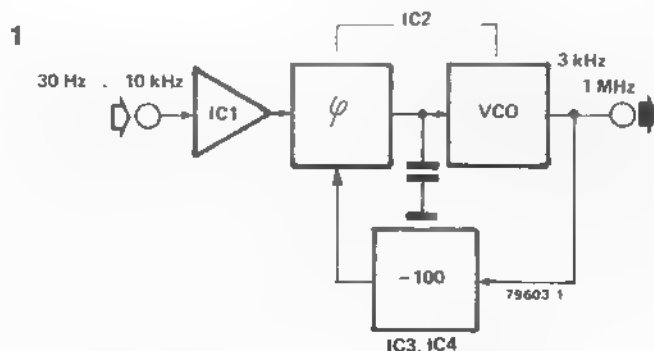 1
IC2
30 Hz . 10 kHz
IC1
φ
VCO
3 kHz
1 MHz
-100
79603 1
IC3, IC4